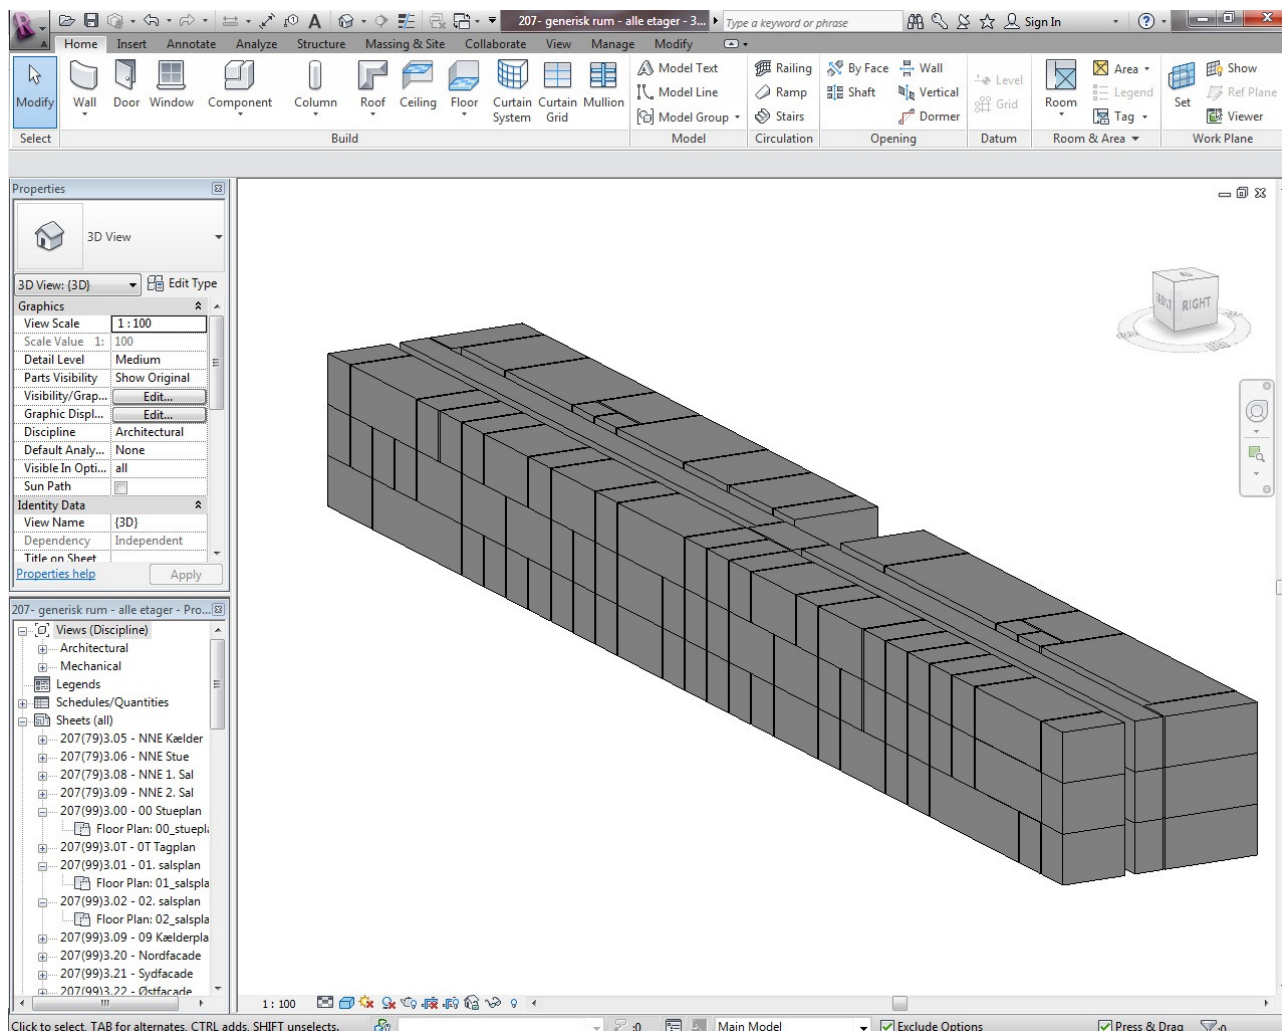 207- generisk rum - alle etager - 3... Type a keyword or phrase Sign In
Home Insert Annotate Analyze Structure Massing & Site Collaborate View Manage Modify
Modify Wall Door Window Component Column Roof Ceiling Floor Curtain System Curtain Grid Mullion
Model Text
Model Line
Model Group
Railing
Ramp
Stairs
By Face
Shaft
Wall
Vertical
Dormer
Level
Grid
Room
Area
Legend
Tag
Set
Show
Ref Plane
Viewer
Select Build Model Circulation Opening Datum Room & Area Work Plane
Properties
3D View
3D View: {3D} Edit Type
Graphics
View Scale 1 : 100
Scale Value 1: 100
Detail Level Medium
Parts Visibility Show Original
Visibility/Grap... Edit...
Graphic Displ... Edit...
Discipline Architectural
Default Analy... None
Visible In Opti... all
Sun Path
Identity Data
View Name {3D}
Dependency Independent
Title on Sheet
Properties help Apply
RIGHT
207- generisk rum - alle etager - Pro...
Views (Discipline)
Architectural
Mechanical
Legends
Schedules/Quantities
Sheets (all)
207(79)3.05 - NNE Kælder
207(79)3.06 - NNE Stue
207(79)3.08 - NNE 1. Sal
207(79)3.09 - NNE 2. Sal
207(99)3.00 - 00 Stueplan
Floor Plan: 00_stuepl
207(99)3.0T - 0T Tagplan
207(99)3.01 - 01. salsplan
Floor Plan: 01_salspla
207(99)3.02 - 02. salsplan
Floor Plan: 02_salspla
207(99)3.09 - 09 Kælderpla
207(99)3.20 - Nordfacade
207(99)3.21 - Sydfacade
207(99)3.22 - Østfacade
1 : 100
Click to select, TAB for alternates, CTRL adds, SHIFT unselects. :0 Main Model Exclude Options Press & Drag :0